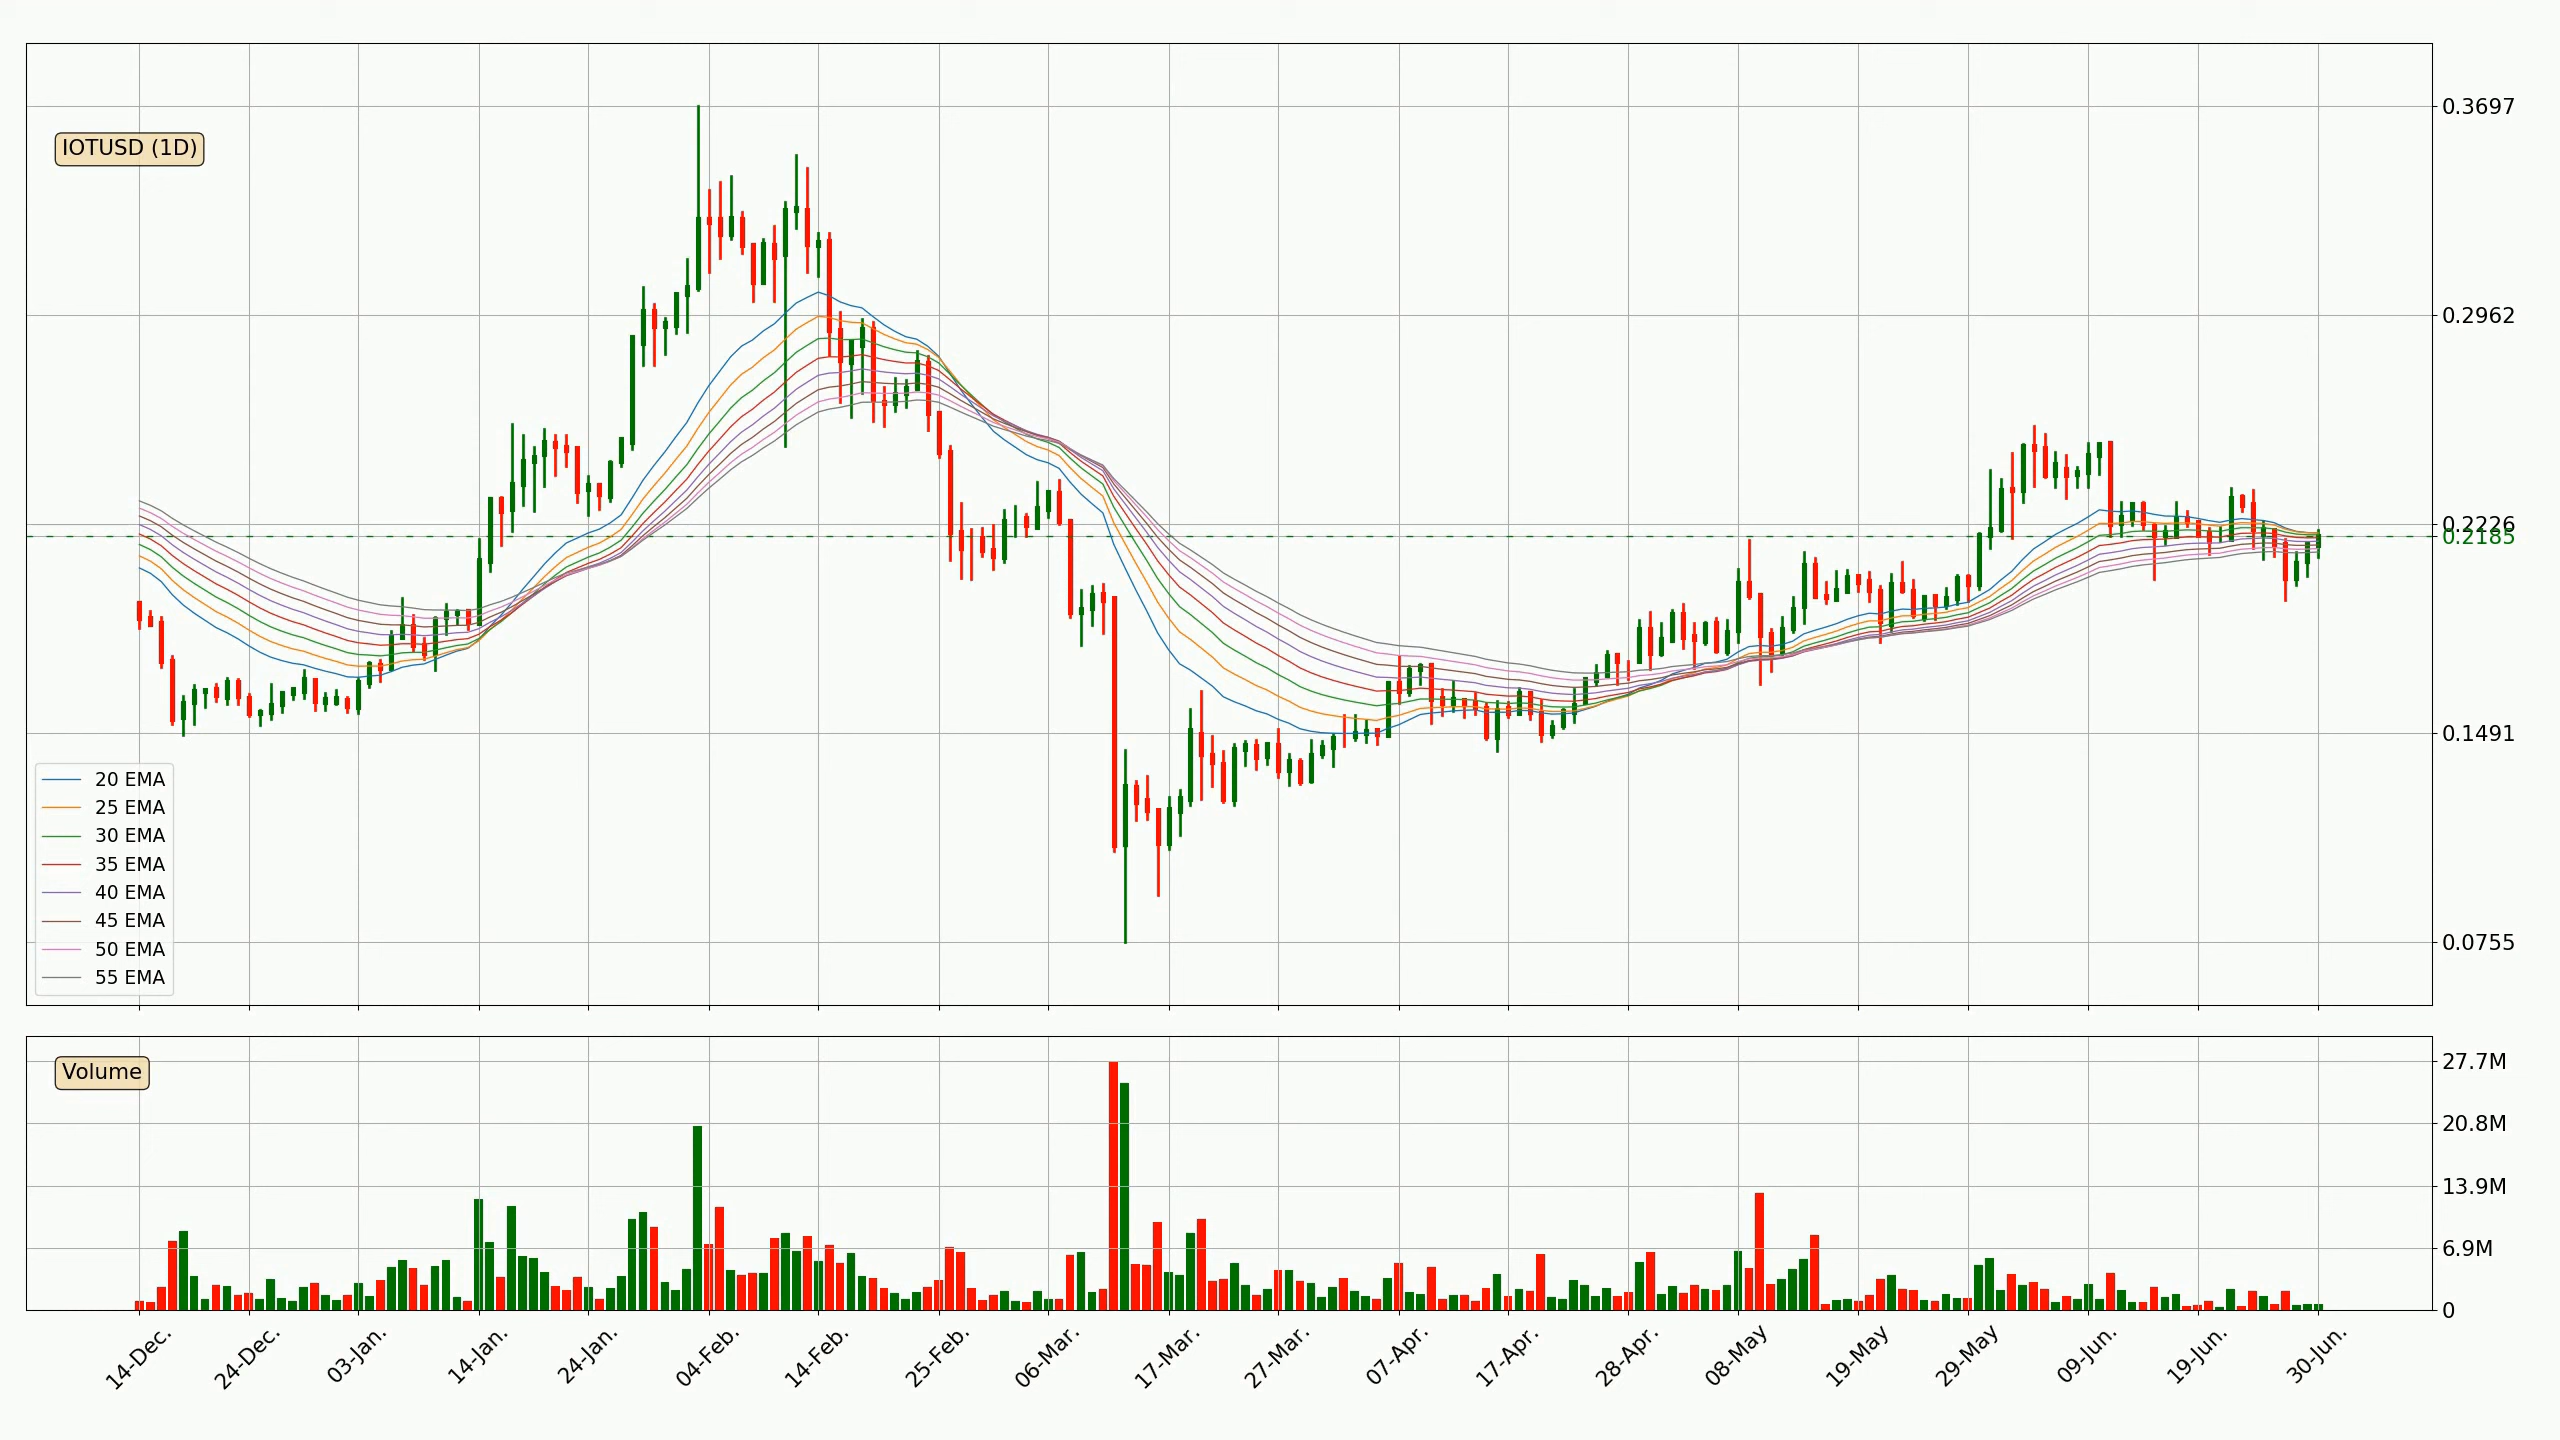 IOTUSD (1D)
0.3697
0.2962
0.2226
0.2185
0.1491
0.0755
20 EMA
25 EMA
30 EMA
35 EMA
40 EMA
45 EMA
50 EMA
55 EMA
Volume
27.7M
20.8M
13.9M
6.9M
0
14-Dec.
24-Dec.
03-Jan.
14-Jan.
24-Jan.
04-Feb.
14-Feb.
25-Feb.
06-Mar.
17-Mar.
27-Mar.
07-Apr.
17-Apr.
28-Apr.
08-May
19-May
29-May
09-Jun.
19-Jun.
30-Jun.